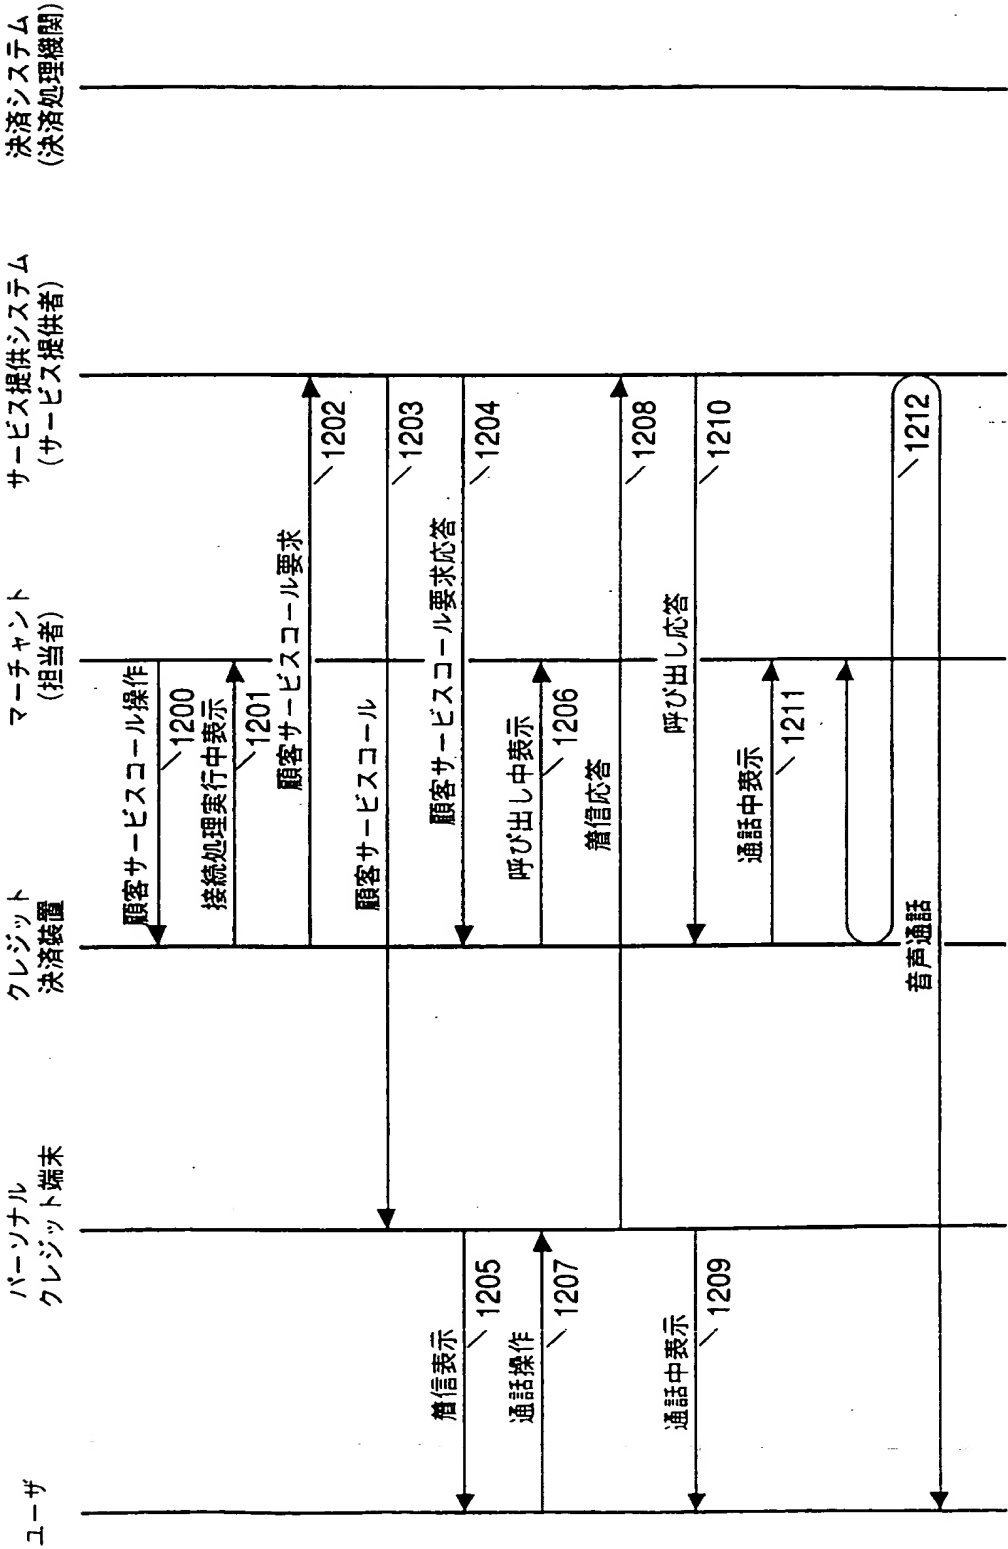 ユーザ
パーソナル
クレジット端末
クレジット
決済装置
マーチャント
(担当者)
サービス提供システム
(サービス提供者)
決済システム
(決済処理機関)
顧客サービスコール操作
1200
接続処理実行中表示
1201
顧客サービスコール要求
1202
顧客サービスコール
1203
顧客サービスコール要求応答
1204
着信表示
1205
呼び出し中表示
1206
通話操作
1207
着信応答
1208
通話中表示
1209
呼び出し応答
1210
通話中表示
1211
音声通話
1212